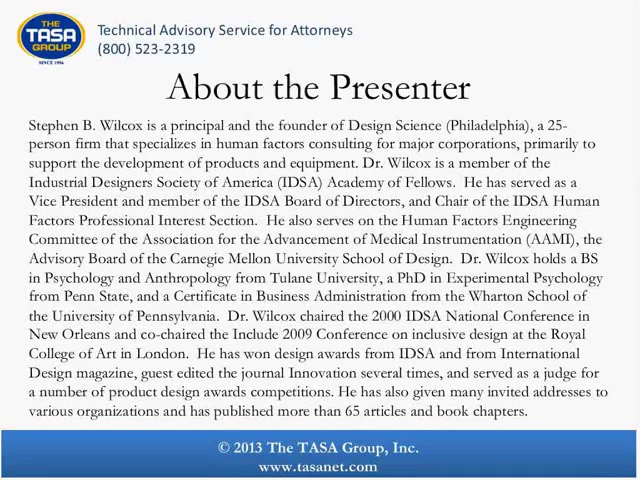 THE
TASA
GROUP
SINCE 1956
Technical Advisory Service for Attorneys
(800) 523-2319
About the Presenter
Stephen B. Wilcox is a principal and the founder of Design Science (Philadelphia), a 25-
person firm that specializes in human factors consulting for major corporations, primarily to
support the development of products and equipment. Dr. Wilcox is a member of the
Industrial Designers Society of America (IDSA) Academy of Fellows. He has served as a
Vice President and member of the IDSA Board of Directors, and Chair of the IDSA Human
Factors Professional Interest Section. He also serves on the Human Factors Engineering
Committee of the Association for the Advancement of Medical Instrumentation (AAMI), the
Advisory Board of the Carnegie Mellon University School of Design. Dr. Wilcox holds a BS
in Psychology and Anthropology from Tulane University, a PhD in Experimental Psychology
from Penn State, and a Certificate in Business Administration from the Wharton School of
the University of Pennsylvania. Dr. Wilcox chaired the 2000 IDSA National Conference in
New Orleans and co-chaired the Include 2009 Conference on inclusive design at the Royal
College of Art in London. He has won design awards from IDSA and from International
Design magazine, guest edited the journal Innovation several times, and served as a judge for
a number of product design awards competitions. He has also given many invited addresses to
various organizations and has published more than 65 articles and book chapters.
© 2013 The TASA Group, Inc.
www.tasanet.com